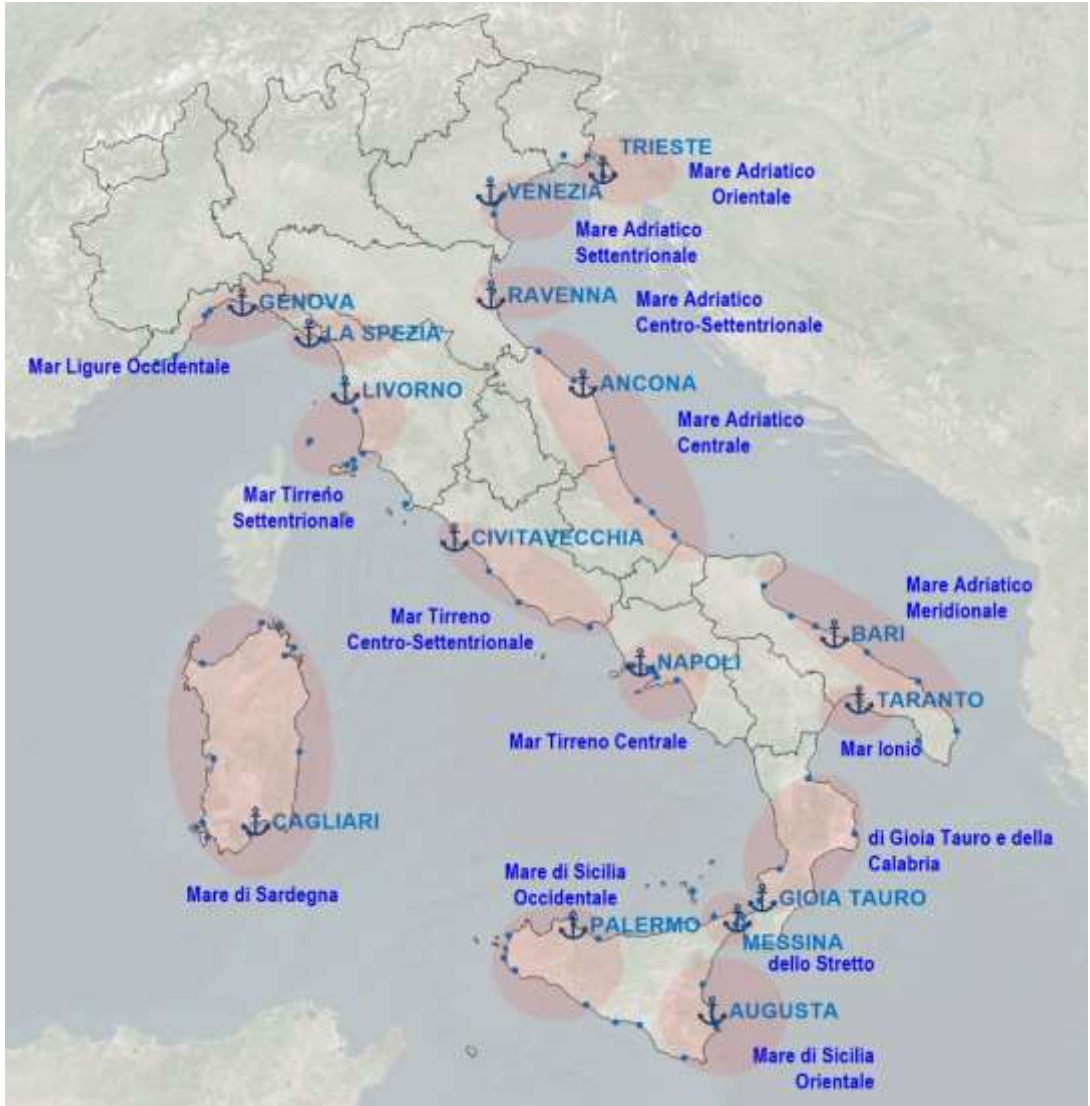 TRIESTE
Mare Adriatico
Orientale
VENEZIA
Mare Adriatico
Settentrionale
GENOVA
RAVENNA
Mare Adriatico
Centro-Settentrionale
LA SPEZIA
Mar Ligure Occidentale
LIVORNO
ANCONA
Mare Adriatico
Centrale
Mar Tirreno
Settentrionale
CIVITAVECCHIA
Mar Tirreno
Centro-Settentrionale
Mare Adriatico
Meridionale
BARI
NAPOLI
TARANTO
Mar Tirreno Centrale
Mar Ionio
CAGLIARI
Mare di Sardegna
di Gioia Tauro e della
Calabria
Mare di Sicilia
Occidentale
GIOIA TAURO
PALERMO
MESSINA
dello Stretto
AUGUSTA
Mare di Sicilia
Orientale